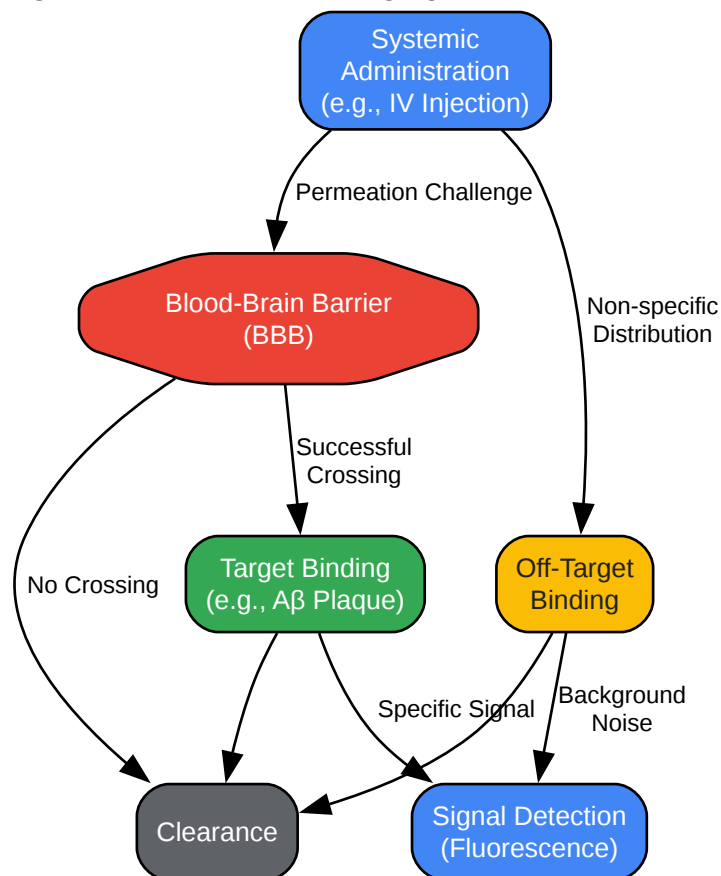 Systemic
Administration
(e.g., IV Injection)
Permeation Challenge
Blood-Brain Barrier
(BBB)
Non-specific
Distribution
Successful
Crossing
No Crossing
Target Binding
(e.g., Aβ Plaque)
Off-Target
Binding
Specific Signal
Background
Noise
Clearance
Signal Detection
(Fluorescence)